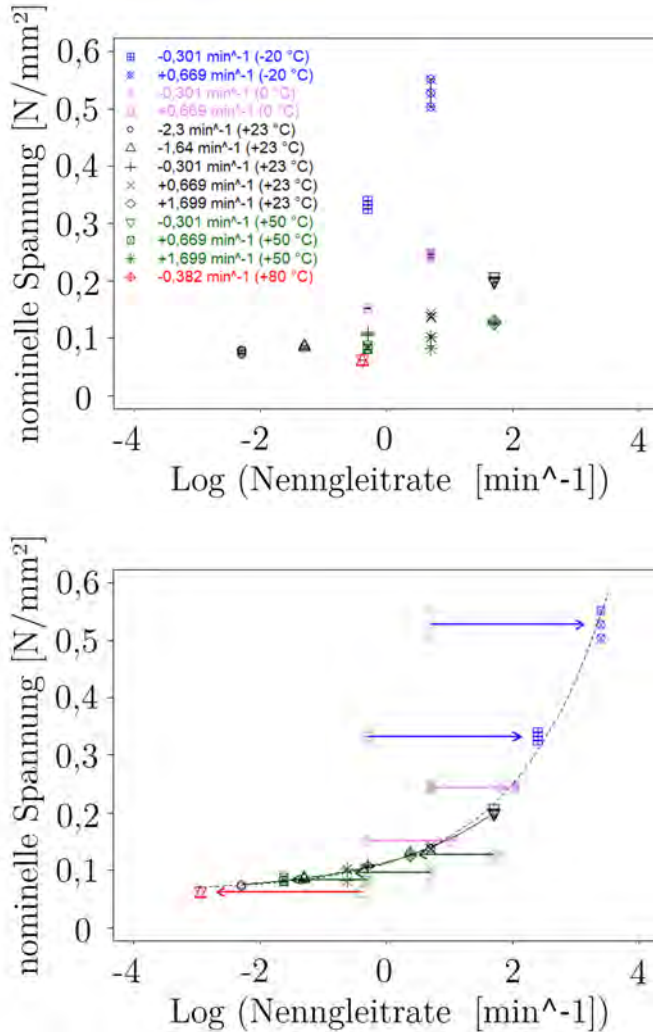 nominelle Spannung [N/mm²]
0,6
0,5
0,4
0,3
0,2
0,1
0
-0,301 min^-1 (-20 °C)
+0,669 min^-1 (-20 °C)
-0,301 min^-1 (0 °C)
+0,669 min^-1 (0 °C)
-2,3 min^-1 (+23 °C)
-1,64 min^-1 (+23 °C)
-0,301 min^-1 (+23 °C)
+0,669 min^-1 (+23 °C)
+1,699 min^-1 (+23 °C)
-0,301 min^-1 (+50 °C)
+0,669 min^-1 (+50 °C)
+1,699 min^-1 (+50 °C)
-0,382 min^-1 (+80 °C)
-4 -2 0 2 4
Log (Nenngleitrate [min^-1])
nominelle Spannung [N/mm²]
0,6
0,5
0,4
0,3
0,2
0,1
0
-4 -2 0 2 4
Log (Nenngleitrate [min^-1])